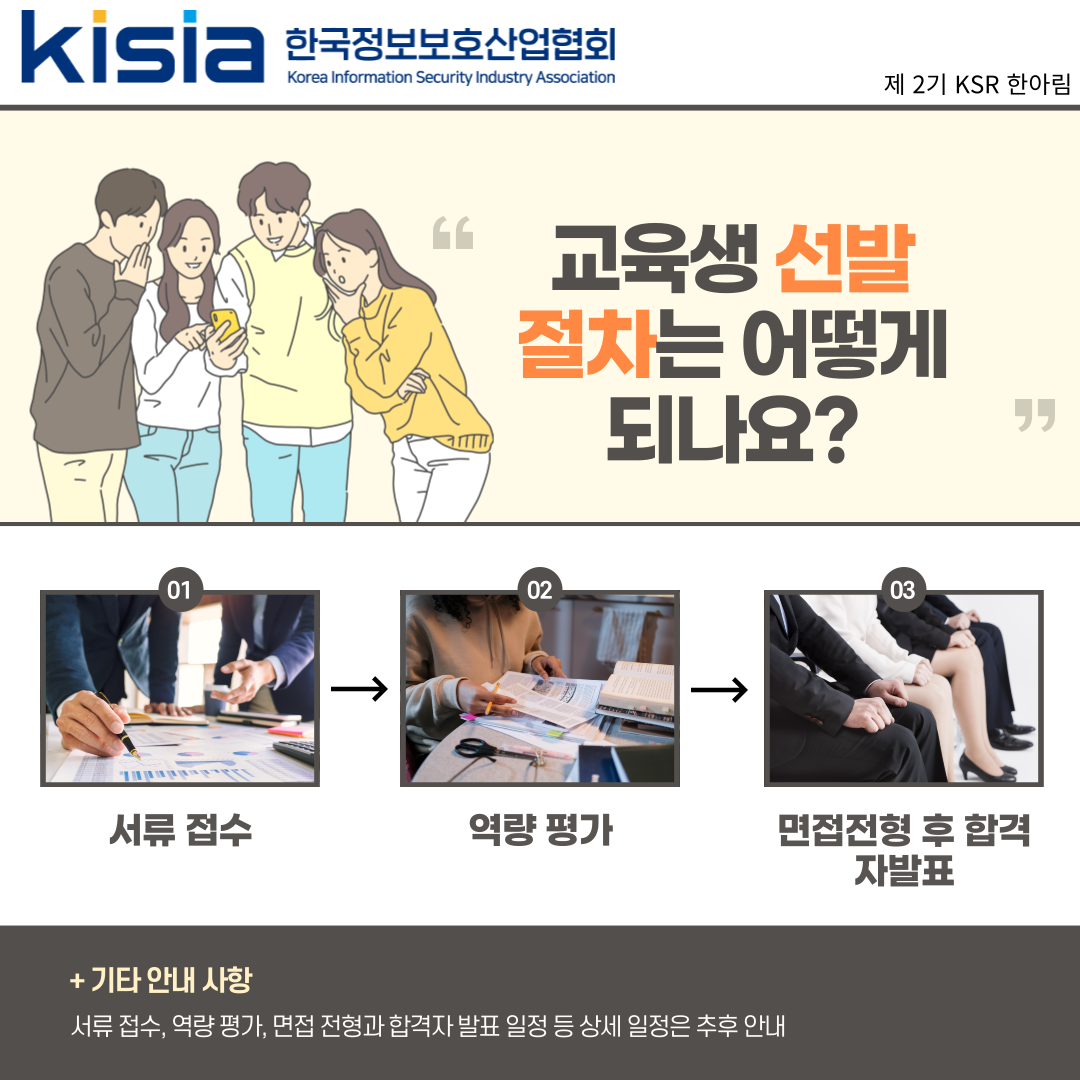 kisia 한국정보보호산업협회
Korea Information Security Industry Association
제 2기 KSR 한아림
“ 교육생 선발
절차는 어떻게
되나요? ”
01
02
03
서류 접수
역량 평가
면접전형 후 합격
자발표
+ 기타 안내 사항
서류 접수, 역량 평가, 면접 전형과 합격자 발표 일정 등 상세 일정은 추후 안내